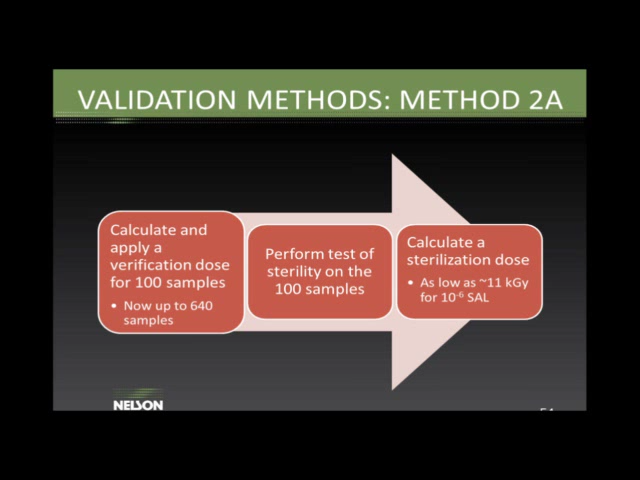 VALIDATION METHODS: METHOD 2A
Calculate and
apply a
verification dose
for 100 samples
• Now up to 640
samples
Perform test of
sterility on the
100 samples
Calculate a
sterilization dose
• As low as ~11 kGy
for 10⁻⁶ SAL
NELSON